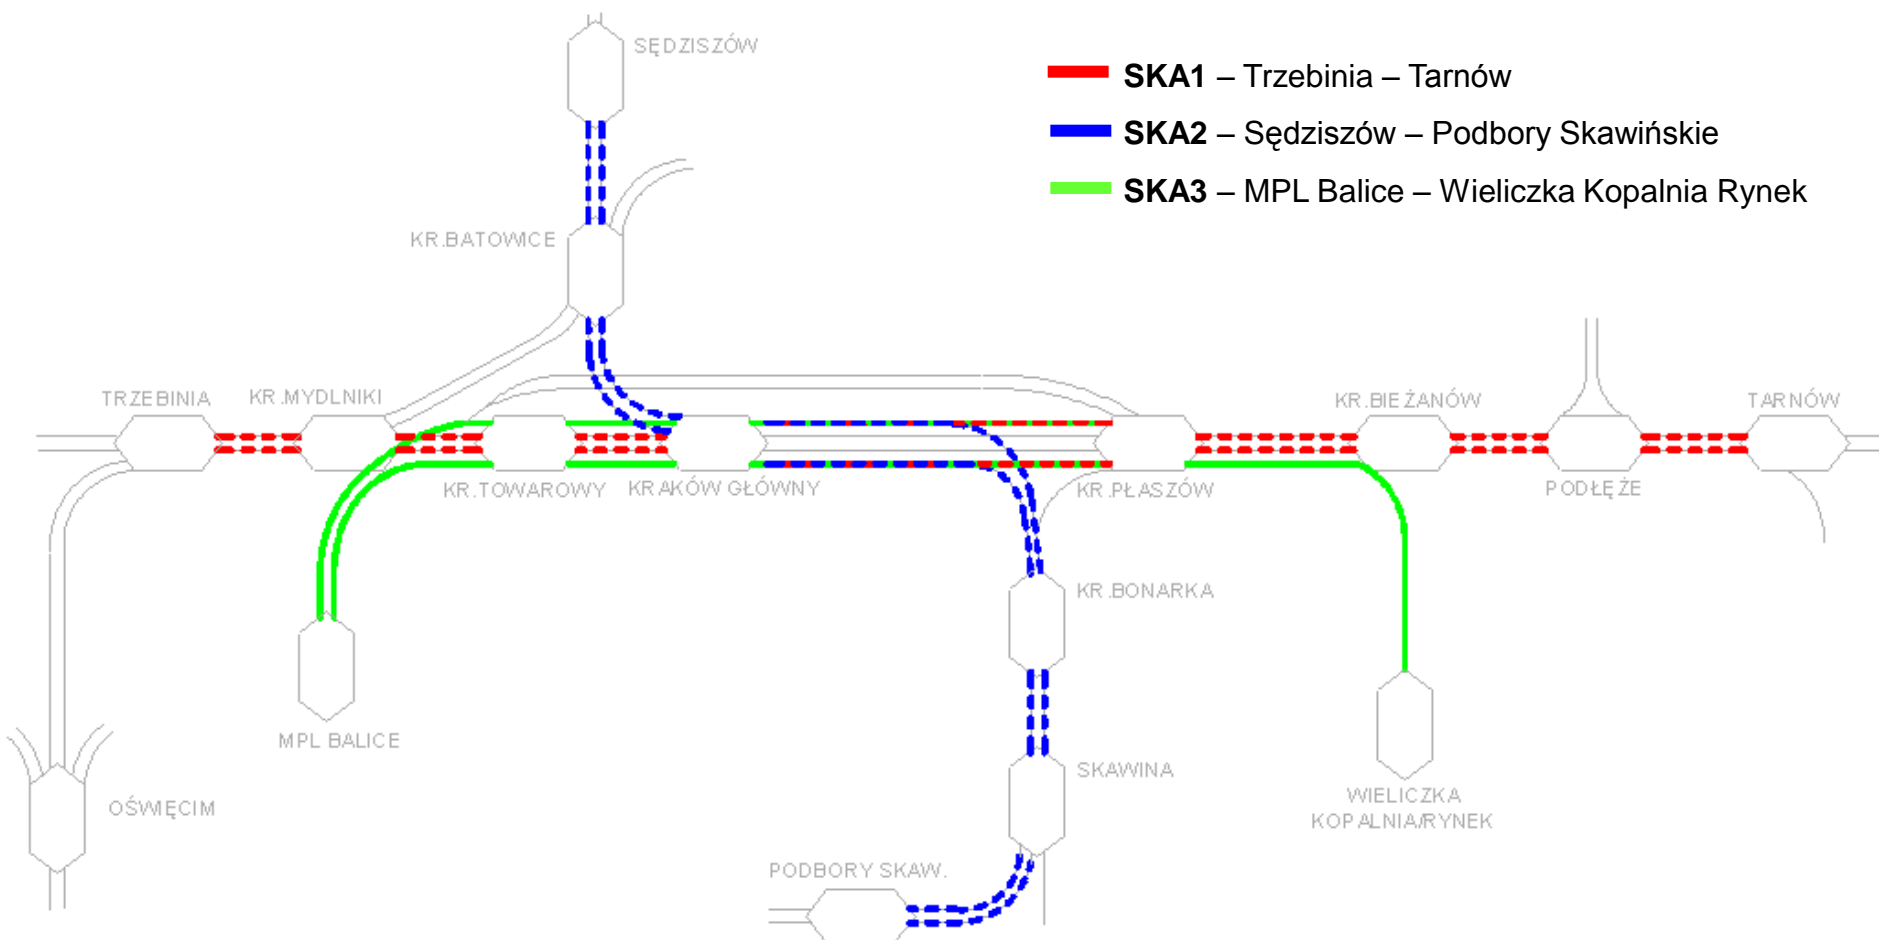 SĘDZISZÓW
SKA1 – Trzebinia – Tarnów
SKA2 – Sędziszów – Podbory Skawińskie
SKA3 – MPL Balice – Wieliczka Kopalnia Rynek
KR.BATOWICE
TRZEBINIA
KR.MYDLNIKI
KR.BIEŻANÓW
TARNÓW
KR.TOWAROWY
KRAKÓW GŁÓWNY
KR.PŁASZÓW
PODŁĘŻE
KR.BONARKA
MPL BALICE
SKAWINA
OŚWIĘCIM
WIELICZKA
KOPALNIA/RYNEK
PODBORY SKAW.